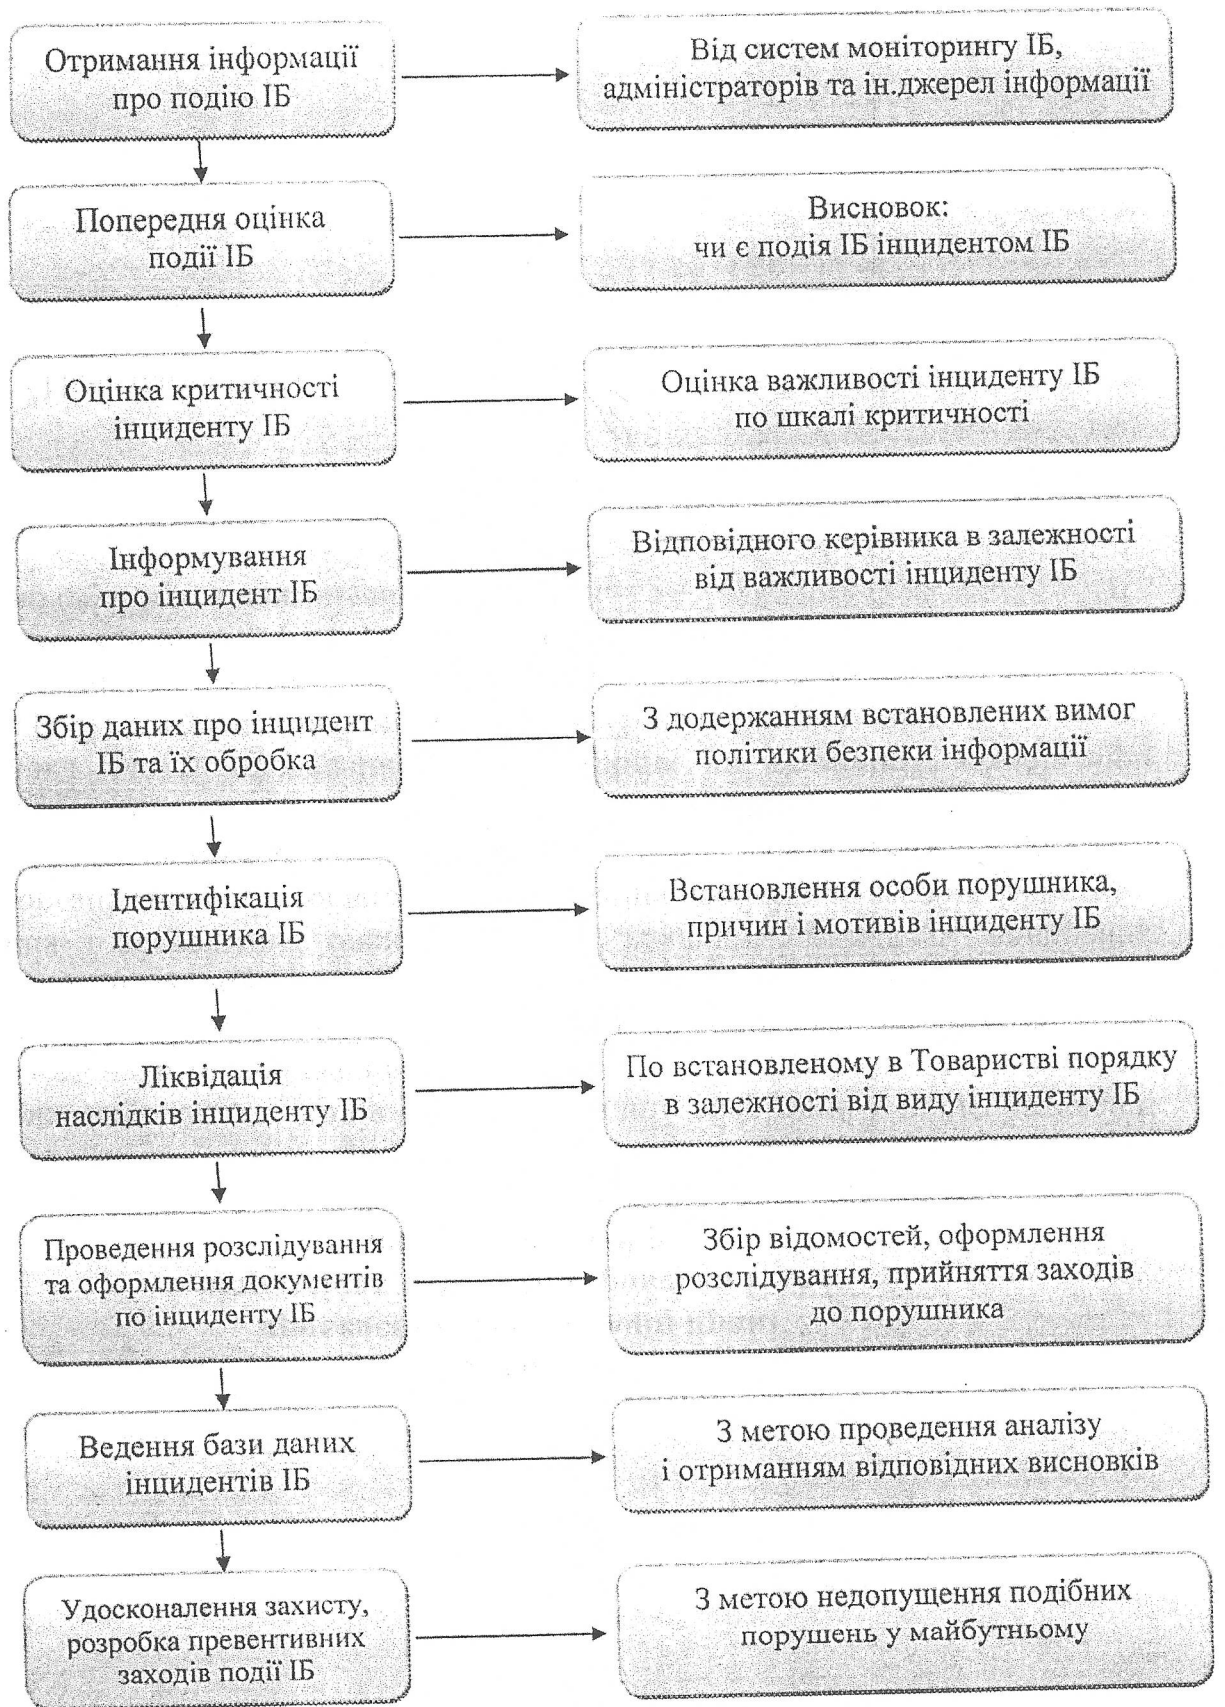 Отримання інформації
про подію ІБ
Від систем моніторингу ІБ,
адміністраторів та ін.джерел інформації
Попередня оцінка
події ІБ
Висновок:
чи є подія ІБ інцидентом ІБ
Оцінка критичності
інциденту ІБ
Оцінка важливості інциденту ІБ
по шкалі критичності
Інформування
про інцидент ІБ
Відповідного керівника в залежності
від важливості інциденту ІБ
Збір даних про інцидент
ІБ та їх обробка
З додержанням встановлених вимог
політики безпеки інформації
Ідентифікація
порушника ІБ
Встановлення особи порушника,
причин і мотивів інциденту ІБ
Ліквідація
наслідків інциденту ІБ
По встановленому в Товаристві порядку
в залежності від виду інциденту ІБ
Проведення розслідування
та оформлення документів
по інциденту ІБ
Збір відомостей, оформлення
розслідування, прийняття заходів
до порушника
Ведення бази даних
інцидентів ІБ
З метою проведення аналізу
і отриманням відповідних висновків
Удосконалення захисту,
розробка превентивних
заходів події ІБ
З метою недопущення подібних
порушень у майбутньому